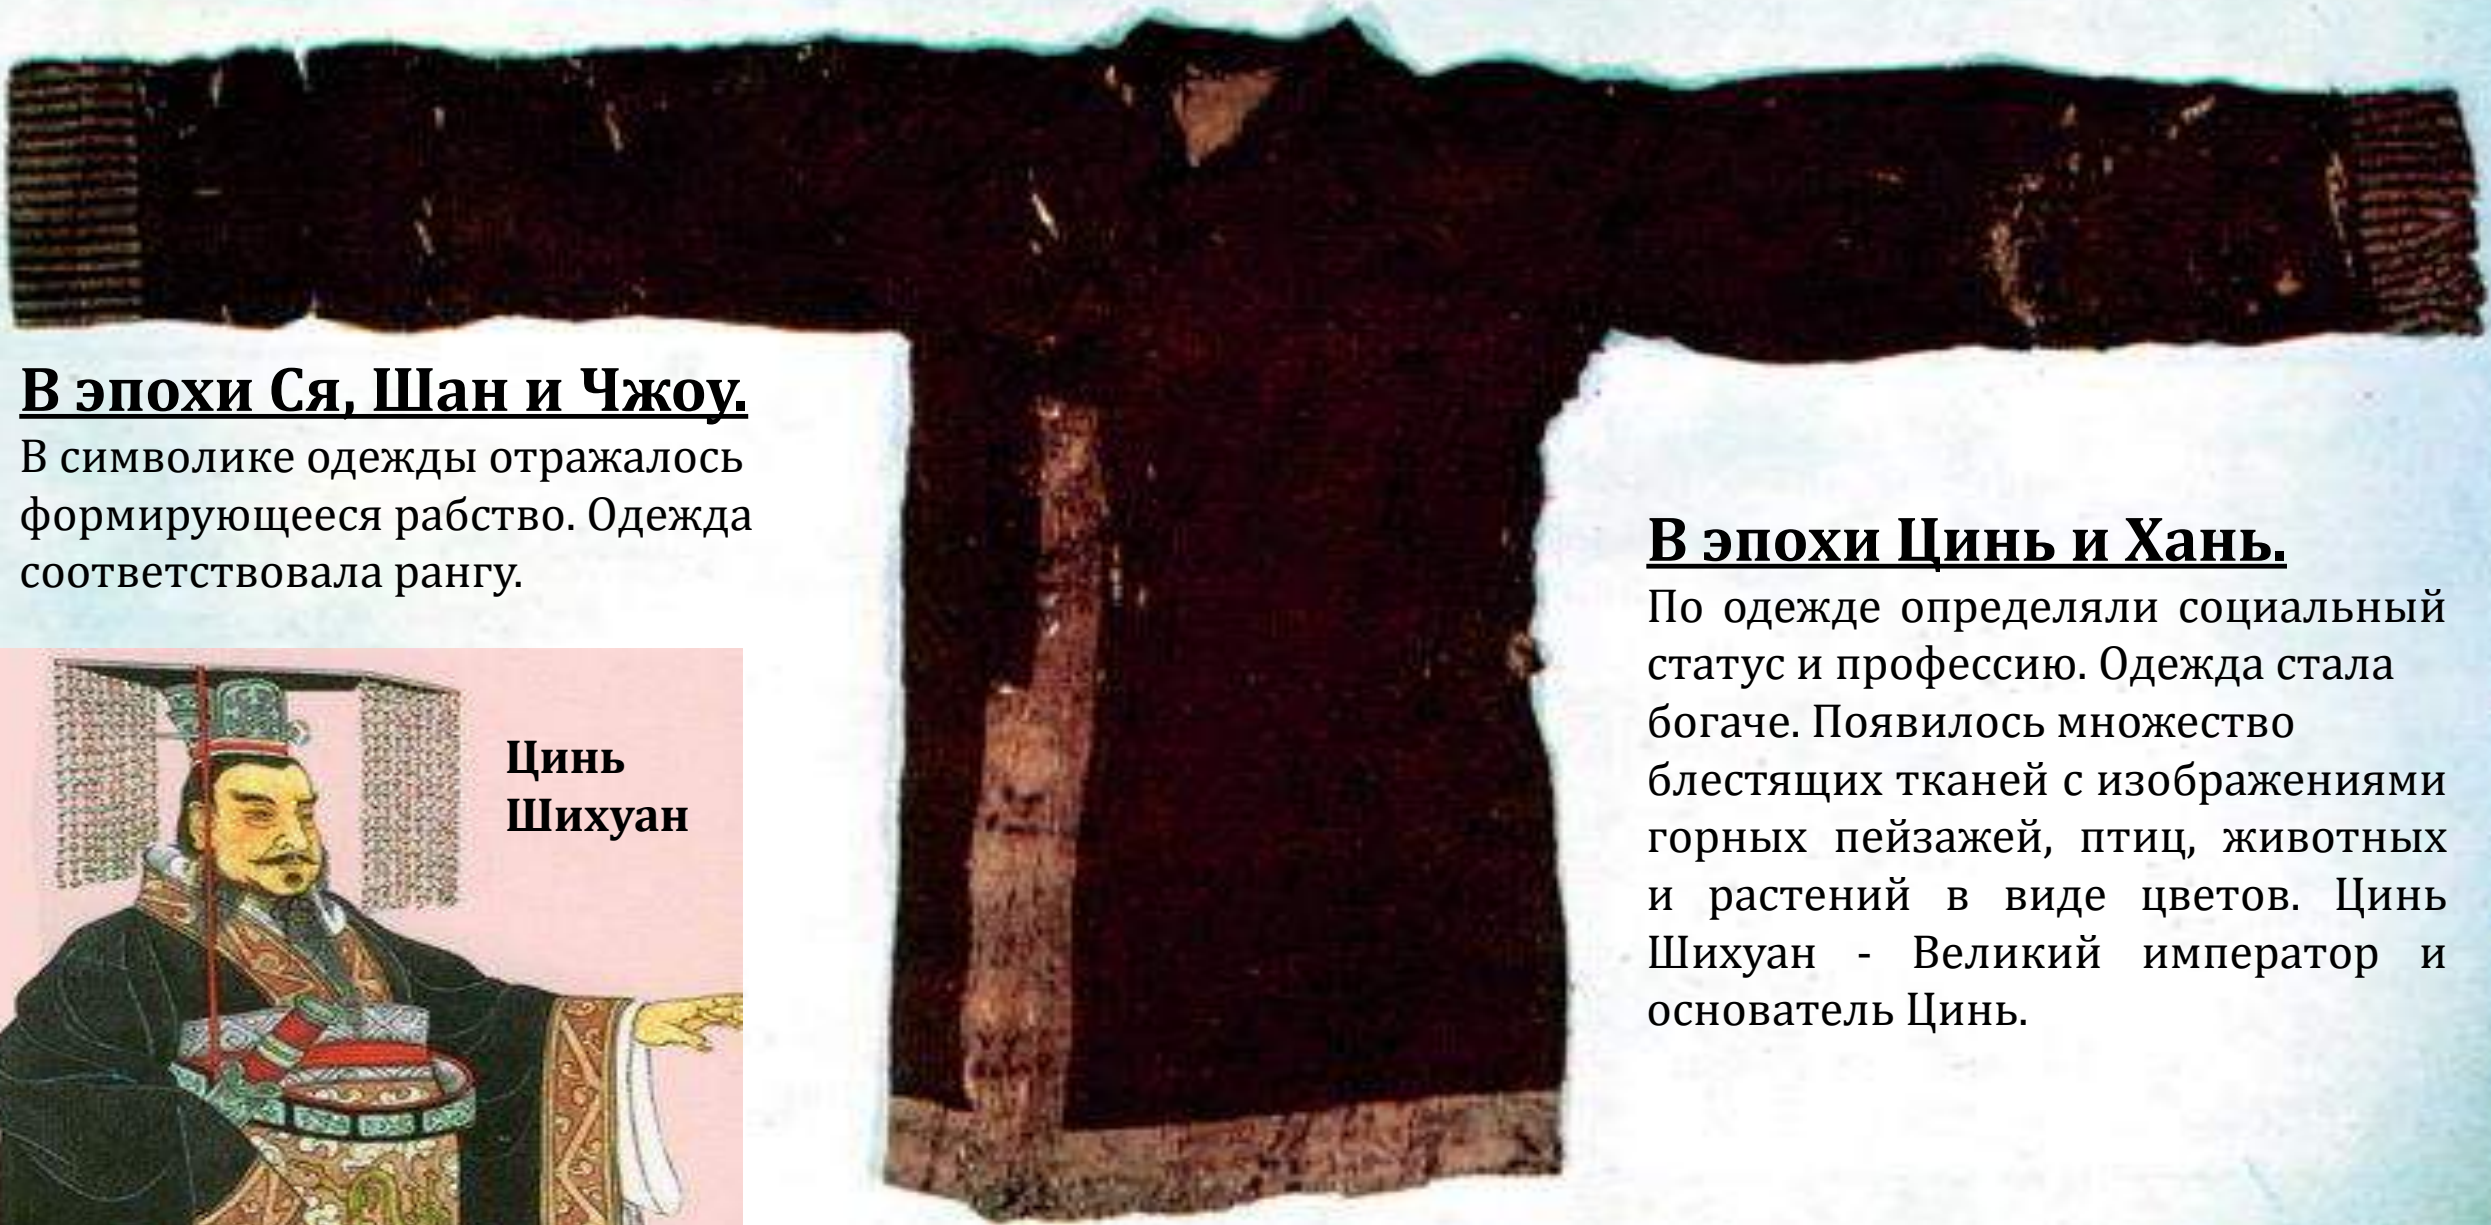 В эпохи Ся, Шан и Чжоу.
В символике одежды отражалось
формирующееся рабство. Одежда
соответствовала рангу.
Цинь
Шихуан
В эпохи Цинь и Хань.
По одежде определяли социальный
статус и профессию. Одежда стала
богаче. Появилось множество
блестящих тканей с изображениями
горных пейзажей, птиц, животных
и растений в виде цветов. Цинь
Шихуан - Великий император и
основатель Цинь.